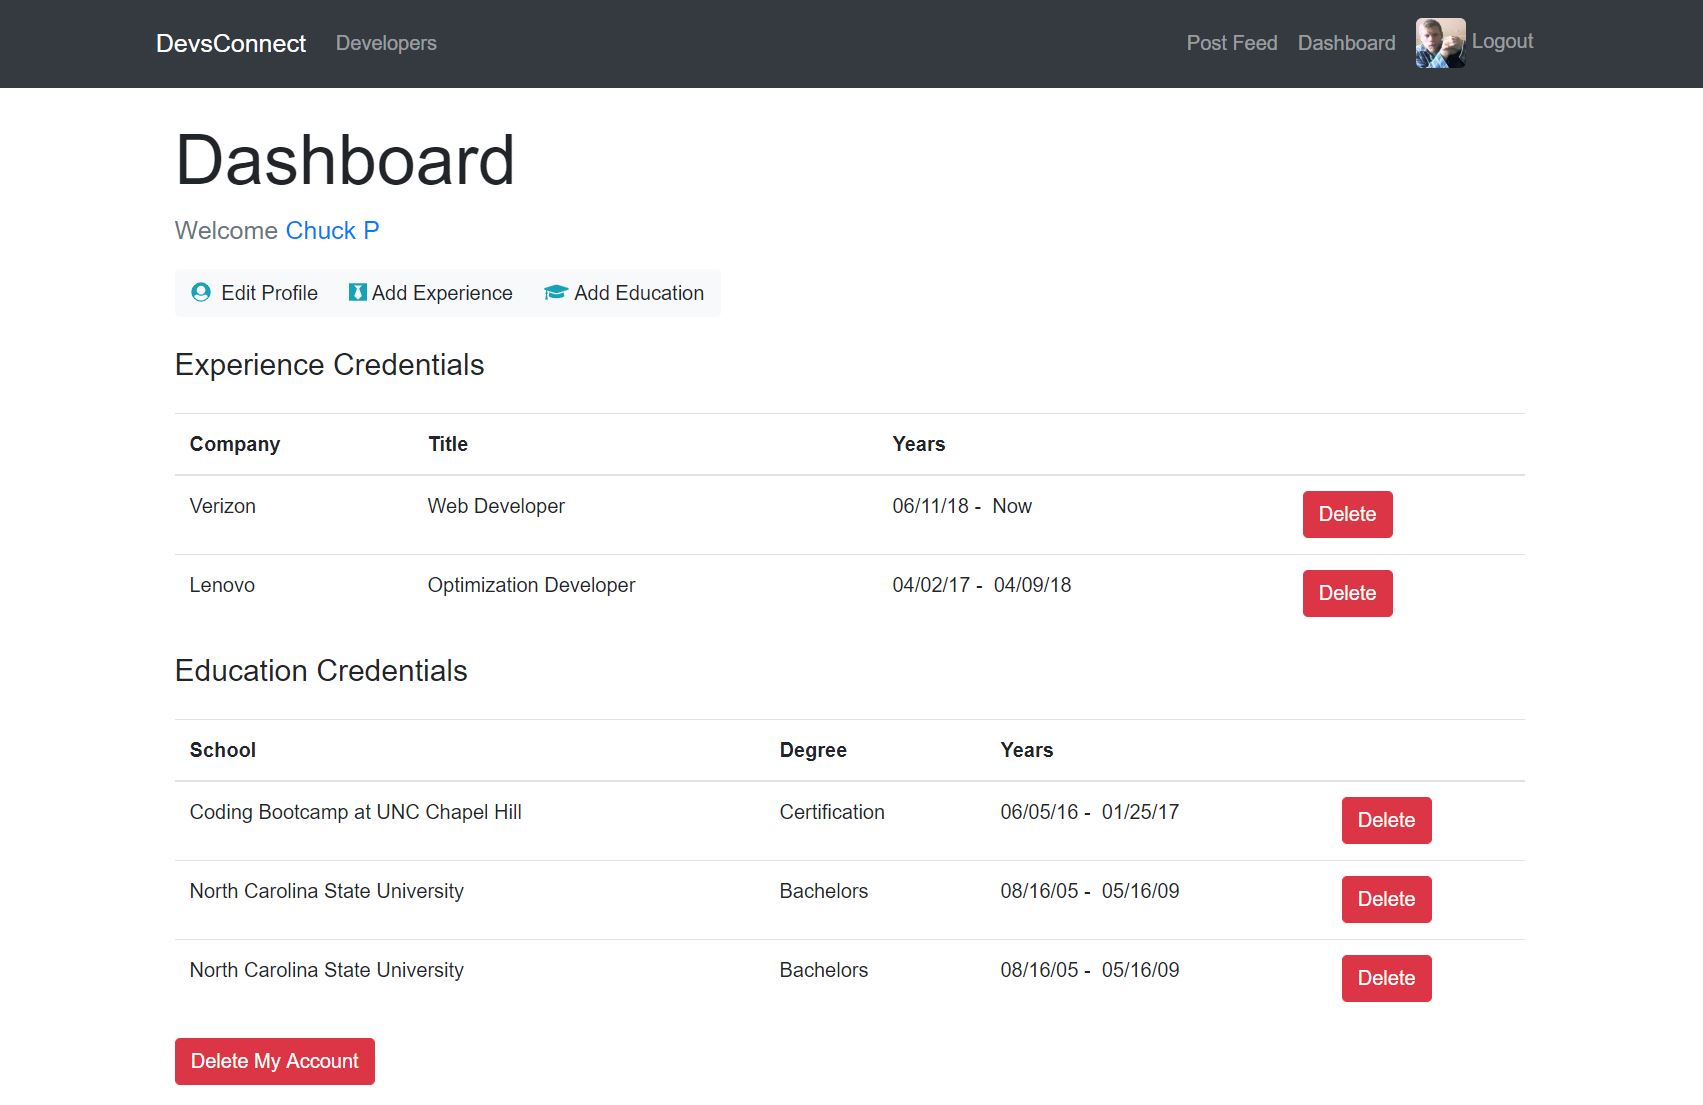 DevsConnect Developers Post Feed Dashboard Logout
Dashboard
Welcome Chuck P
Edit Profile Add Experience Add Education
Experience Credentials
Company Title Years
Verizon Web Developer 06/11/18 - Now Delete
Lenovo Optimization Developer 04/02/17 - 04/09/18 Delete
Education Credentials
School Degree Years
Coding Bootcamp at UNC Chapel Hill Certification 06/05/16 - 01/25/17 Delete
North Carolina State University Bachelors 08/16/05 - 05/16/09 Delete
North Carolina State University Bachelors 08/16/05 - 05/16/09 Delete
Delete My Account